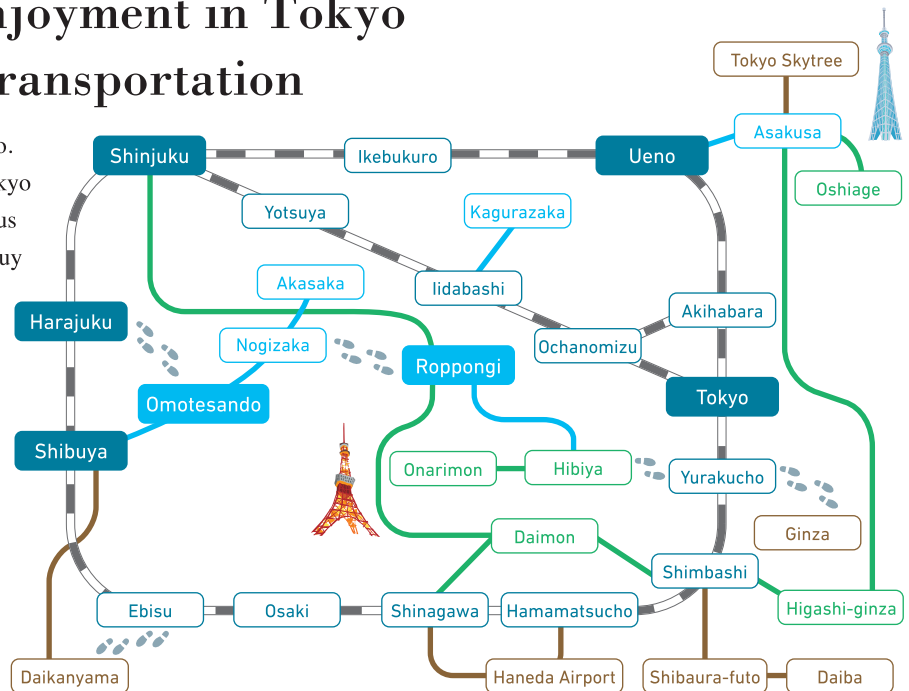 njoyment in Tokyo
ransportation
o.
kyo
us
uy
Tokyo Skytree
Asakusa
Oshiage
Shinjuku
Ikebukuro
Ueno
Yotsuya
Kagurazaka
Iidabashi
Akasaka
Harajuku
Nogizaka
Akihabara
Ochanomizu
Roppongi
Omotesando
Tokyo
Shibuya
Onarimon
Hibiya
Yurakucho
Ginza
Daimon
Shimbashi
Ebisu
Osaki
Shinagawa
Hamamatsucho
Higashi-ginza
Daikanyama
Haneda Airport
Shibaura-futo
Daiba